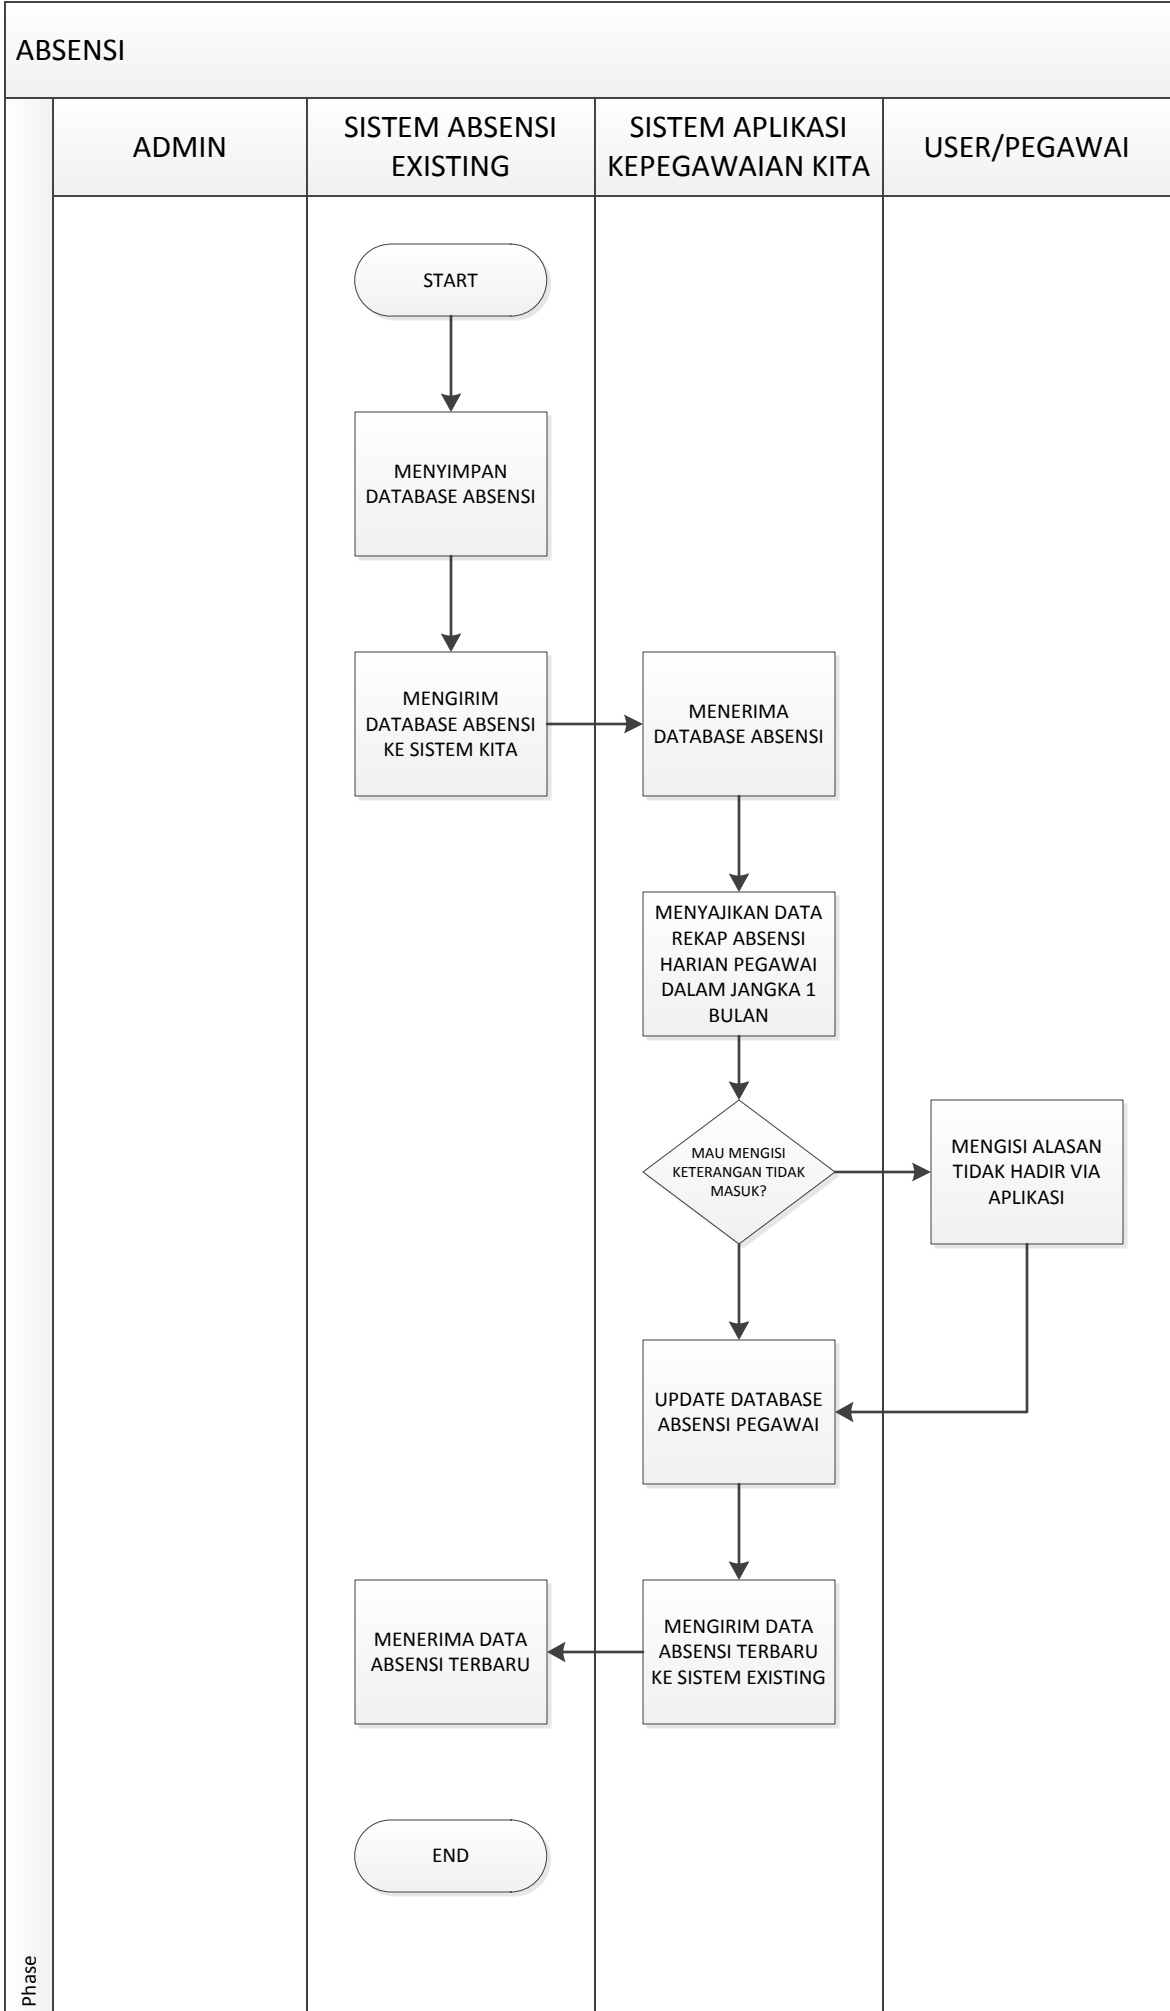 ABSENSI
ADMIN
SISTEM ABSENSI
EXISTING
SISTEM APLIKASI
KEPEGAWAIAN KITA
USER/PEGAWAI
START
MENYIMPAN
DATABASE ABSENSI
MENGIRIM
DATABASE ABSENSI
KE SISTEM KITA
MENERIMA
DATABASE ABSENSI
MENYAJIKAN DATA
REKAP ABSENSI
HARIAN PEGAWAI
DALAM JANGKA 1
BULAN
MAU MENGISI
KETERANGAN TIDAK
MASUK?
MENGISI ALASAN
TIDAK HADIR VIA
APLIKASI
UPDATE DATABASE
ABSENSI PEGAWAI
MENGIRIM DATA
ABSENSI TERBARU
KE SISTEM EXISTING
MENERIMA DATA
ABSENSI TERBARU
END
Phase